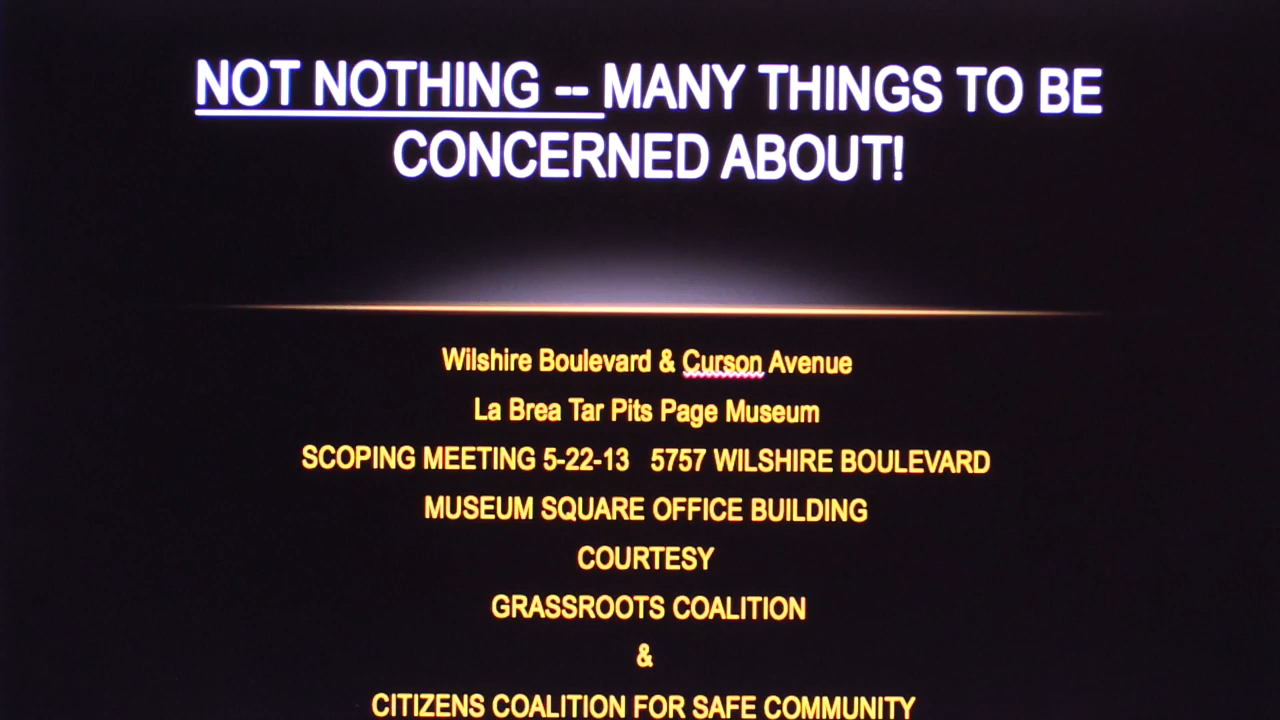 NOT NOTHING -- MANY THINGS TO BE
CONCERNED ABOUT!
Wilshire Boulevard & Curson Avenue
La Brea Tar Pits Page Museum
SCOPING MEETING 5-22-13 5757 WILSHIRE BOULEVARD
MUSEUM SQUARE OFFICE BUILDING
COURTESY
GRASSROOTS COALITION
&
CITIZENS COALITION FOR SAFE COMMUNITY